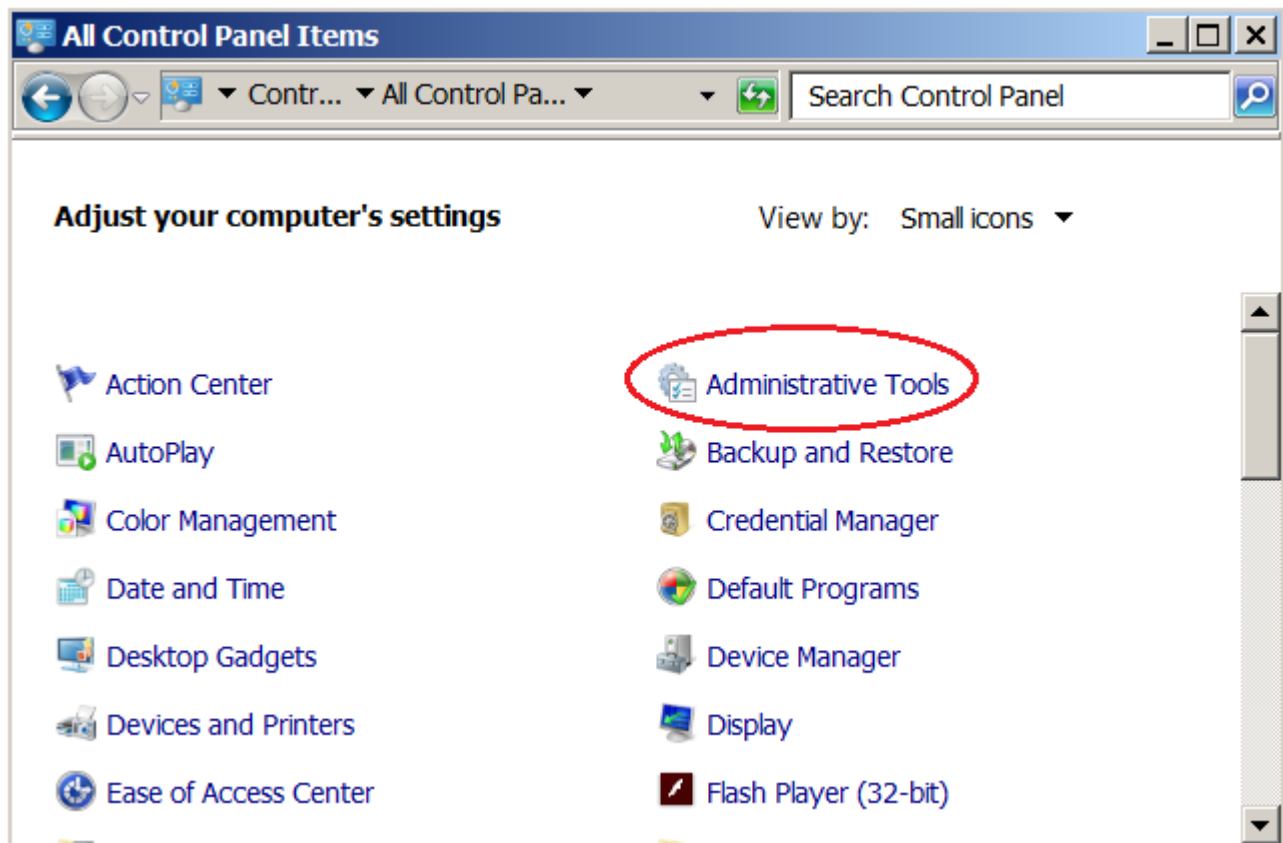 All Control Panel Items
Contr... All Control Pa... Search Control Panel
Adjust your computer's settings View by: Small icons
Action Center Administrative Tools
AutoPlay Backup and Restore
Color Management Credential Manager
Date and Time Default Programs
Desktop Gadgets Device Manager
Devices and Printers Display
Ease of Access Center Flash Player (32-bit)